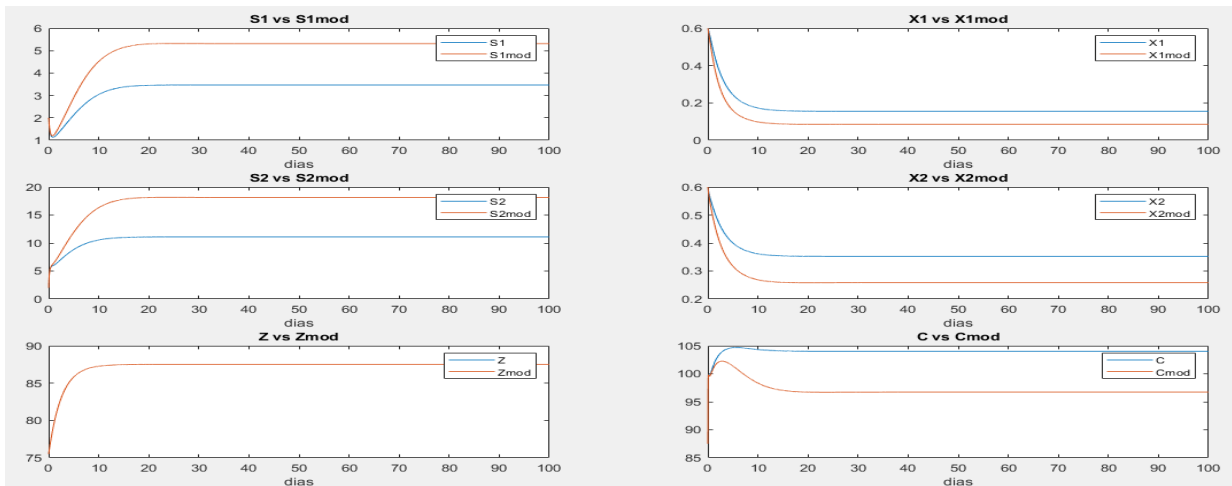 S1 vs S1mod
6
5
4
3
2
1
S1
S1mod
0 10 20 30 40 50 60 70 80 90 100
dias
X1 vs X1mod
0.6
0.4
0.2
0
X1
X1mod
0 10 20 30 40 50 60 70 80 90 100
dias
S2 vs S2mod
20
15
10
5
0
S2
S2mod
0 10 20 30 40 50 60 70 80 90 100
dias
X2 vs X2mod
0.6
0.5
0.4
0.3
0.2
X2
X2mod
0 10 20 30 40 50 60 70 80 90 100
dias
Z vs Zmod
90
85
80
75
Z
Zmod
0 10 20 30 40 50 60 70 80 90 100
dias
C vs Cmod
105
100
95
90
85
C
Cmod
0 10 20 30 40 50 60 70 80 90 100
dias